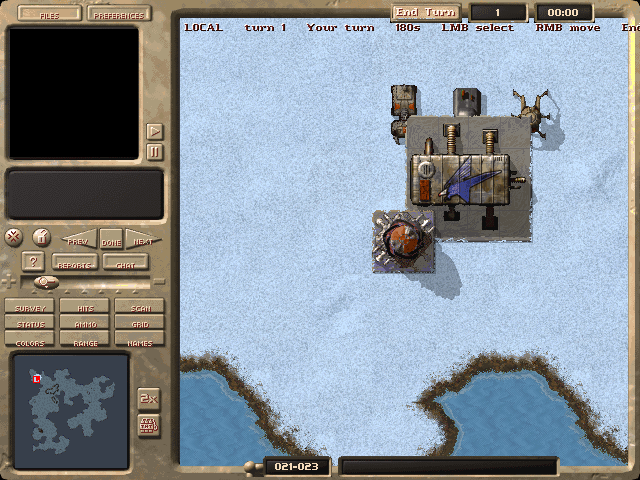 FILES PREFERENCES End Turn 1 00:00
LOCAL turn 1 Your turn 180s LMB select RMB move End
PREV DONE NEXT
? REPORTS CHAT
SURVEY HITS SCAN
STATUS AMMO GRID
COLORS RANGE NAMES
2x
021-023